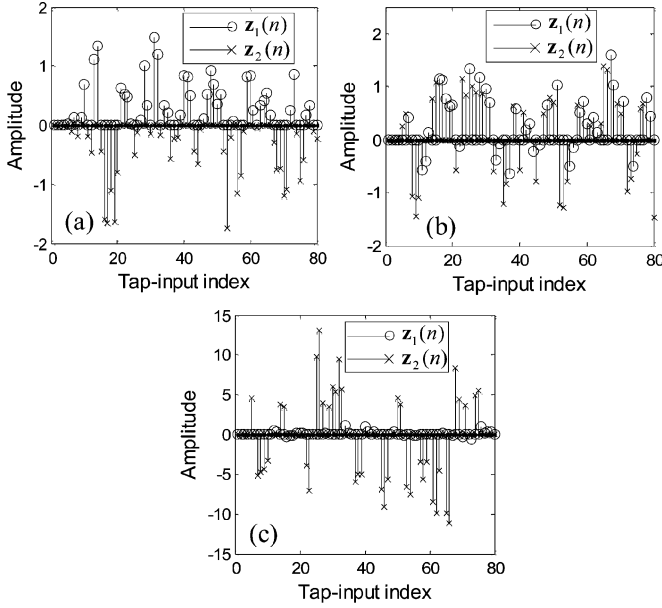 2
1
0
-1
-2
0
20
40
60
80
Amplitude
Tap-input index
z₁(n)
z₂(n)
(a)
2
1
0
-1
-2
0
20
40
60
80
Amplitude
Tap-input index
z₁(n)
z₂(n)
(b)
15
10
5
0
-5
-10
-15
0
20
40
60
80
Amplitude
Tap-input index
z₁(n)
z₂(n)
(c)